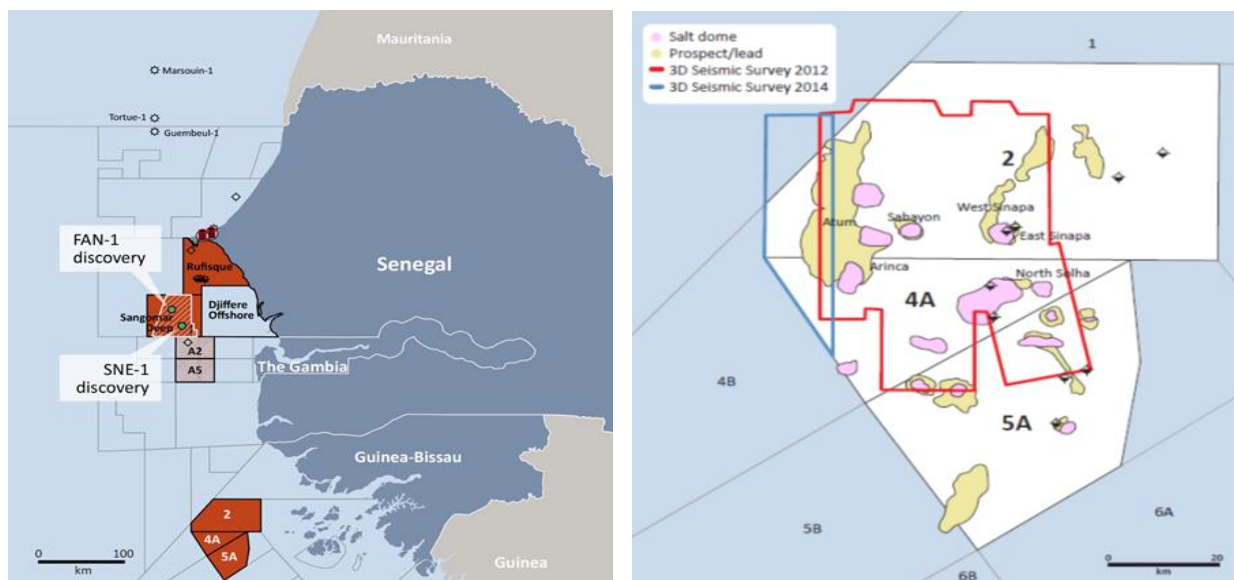 Mauritania
Marsouin-1
Tortue-1
Guembeul-1
FAN-1
discovery
Rufisque
Senegal
Djiffere
Offshore
Sangomar
Deep
A2
A5
The Gambia
SNE-1
discovery
Guinea-Bissau
2
4A
5A
Guinea
0
100
km
Salt dome
Prospect/lead
3D Seismic Survey 2012
3D Seismic Survey 2014
1
2
West Sinapa
Atum
Sabayon
East Sinapa
Arinca
North Solha
4A
4B
5A
5B
6A
6B
0
20
km